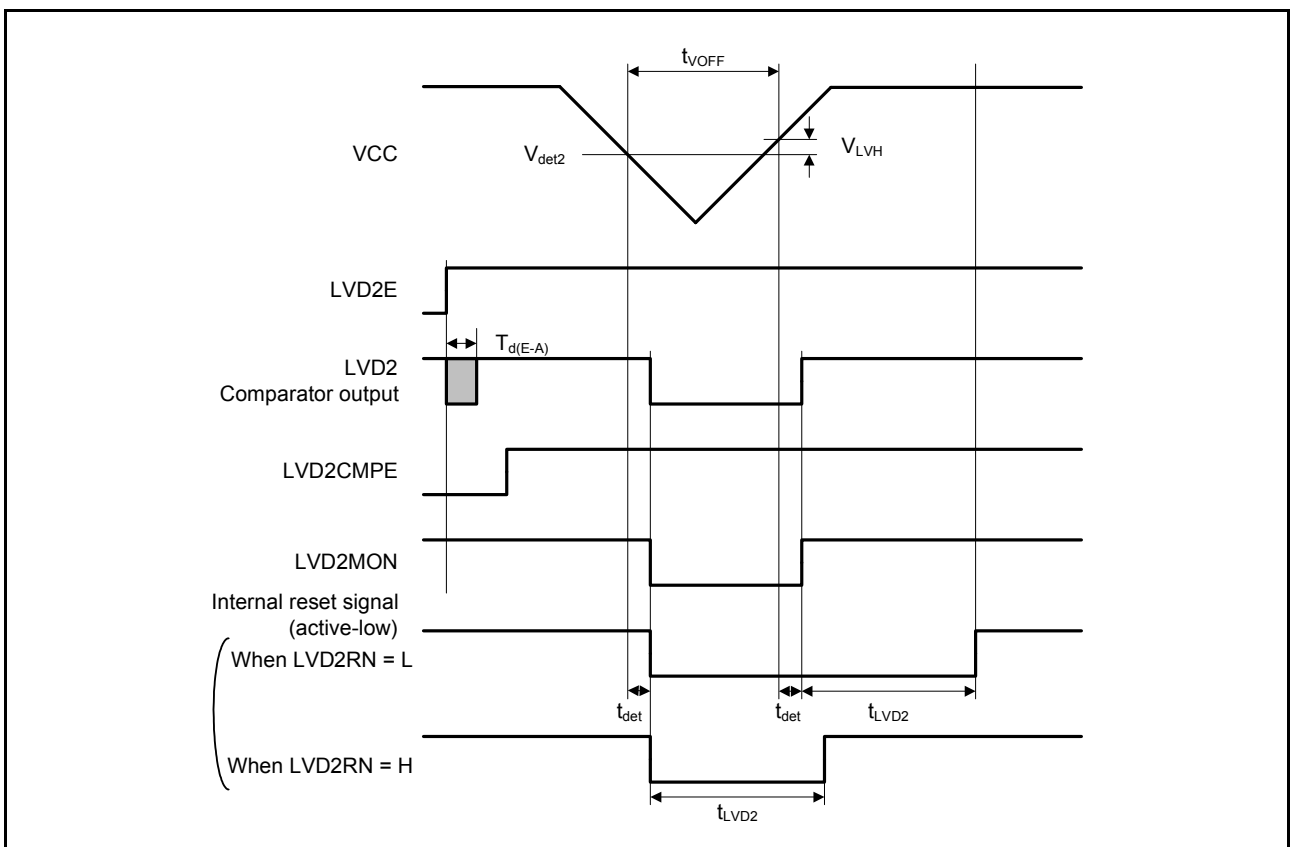 tVOFF
VCC
Vdet2
VLVH
LVD2E
Td(E-A)
LVD2
Comparator output
LVD2CMPE
LVD2MON
Internal reset signal
(active-low)
When LVD2RN = L
tdet
tdet
tLVD2
When LVD2RN = H
tLVD2